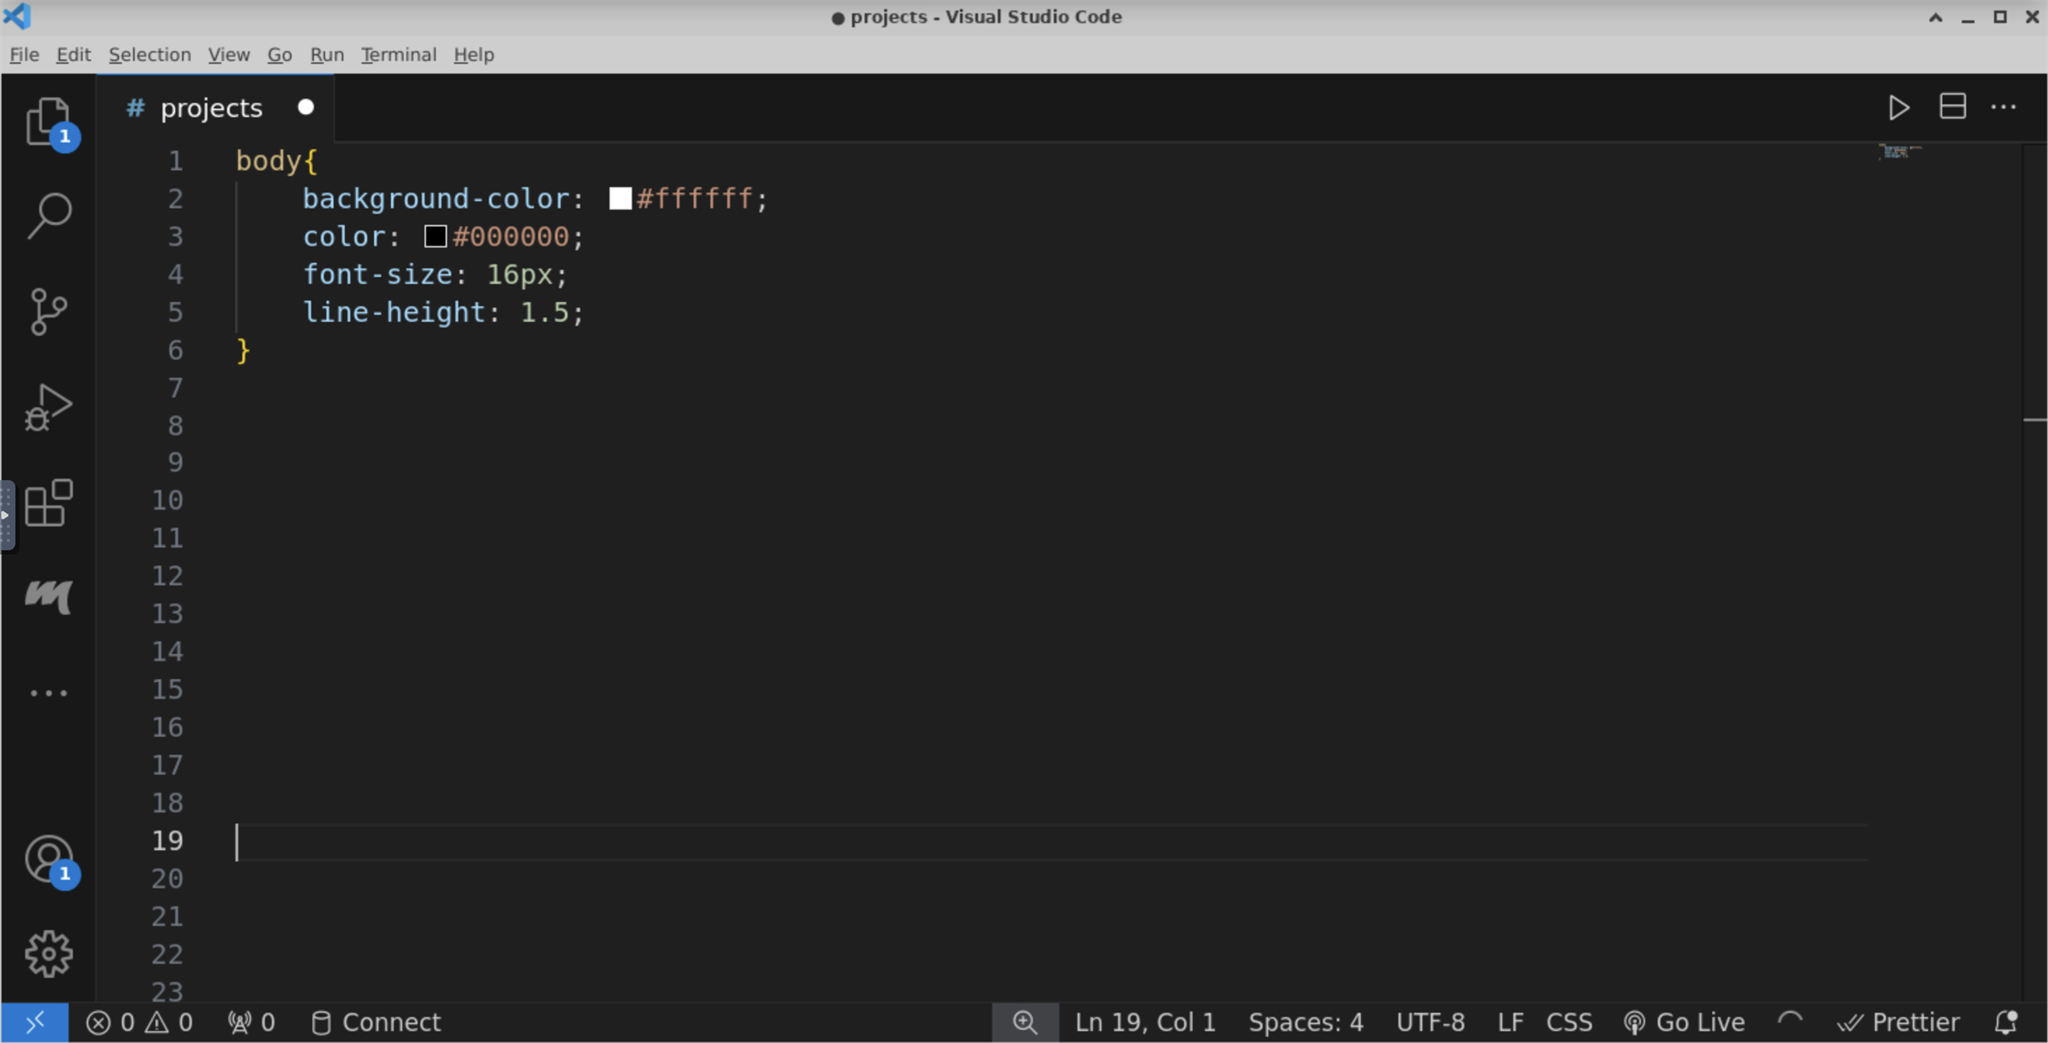 projects - Visual Studio Code
File Edit Selection View Go Run Terminal Help
# projects
1 body{
2 background-color: #ffffff;
3 color: #000000;
4 font-size: 16px;
5 line-height: 1.5;
6 }
7
8
9
10
11
12
13
14
15
16
17
18
19
20
21
22
23
1
1
0 0 0 Connect Ln 19, Col 1 Spaces: 4 UTF-8 LF CSS Go Live Prettier